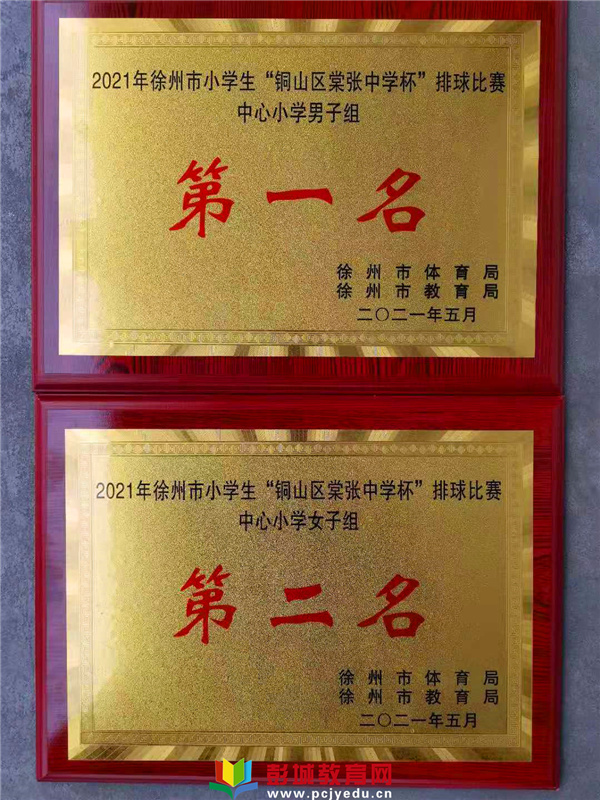 2021年徐州市小学生“铜山区棠张中学杯”排球比赛
中心小学男子组
第一名
徐州市体育局
徐州市教育局
二〇二一年五月
2021年徐州市小学生“铜山区棠张中学杯”排球比赛
中心小学女子组
第二名
徐州市体育局
徐州市教育局
二〇二一年五月
彭城教育网
www.pcjyedu.cn